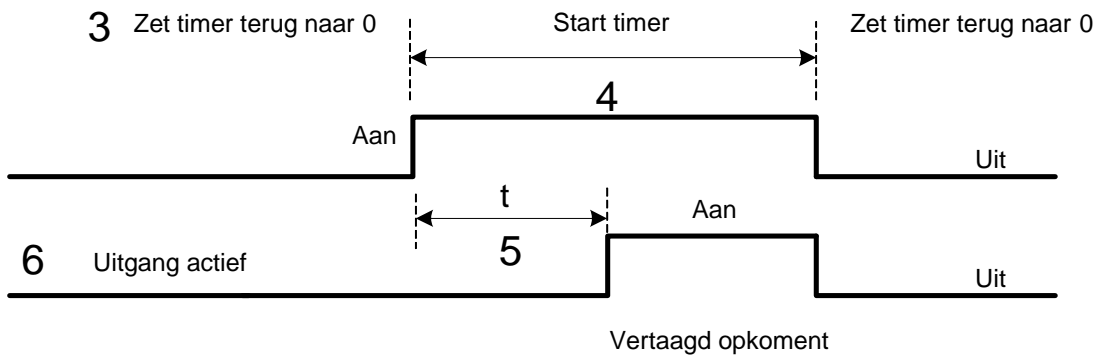 3 Zet timer terug naar 0 Start timer Zet timer terug naar 0
4
Aan
Uit
t
Aan
5
6 Uitgang actief
Uit
Vertaagd opkoment